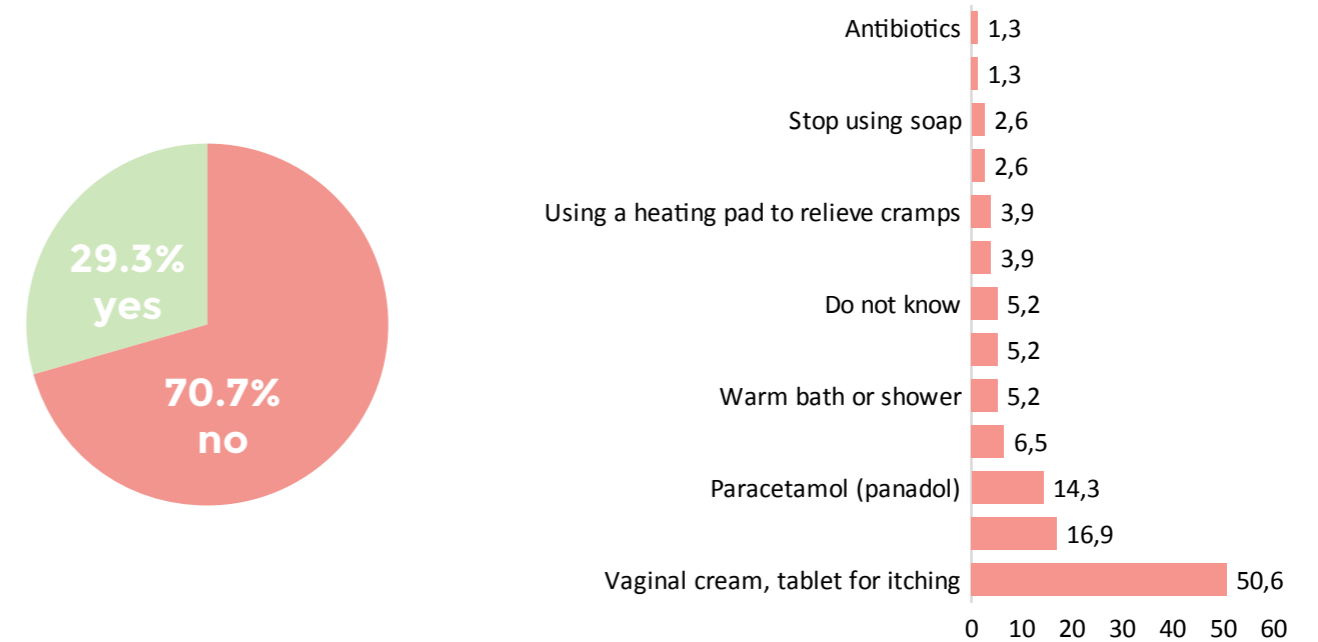 29.3%
yes
70.7%
no
Antibiotics 1,3
1,3
Stop using soap 2,6
2,6
Using a heating pad to relieve cramps 3,9
3,9
Do not know 5,2
5,2
Warm bath or shower 5,2
6,5
Paracetamol (panadol) 14,3
16,9
Vaginal cream, tablet for itching 50,6
0 10 20 30 40 50 60